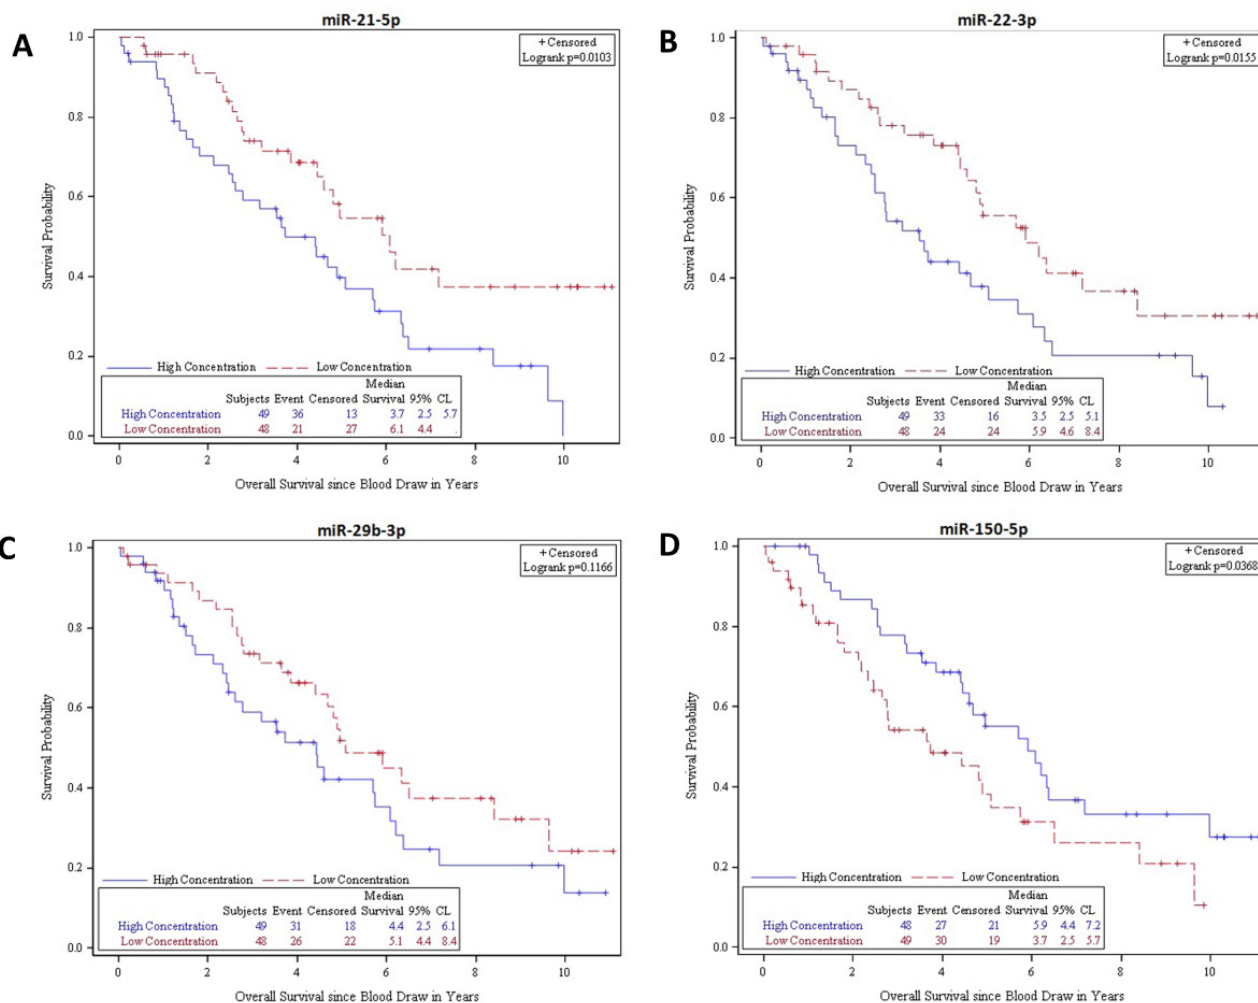 A
miR-21-5p
+ Censored
Logrank p=0.0103
Survival Probability
1.0
0.8
0.6
0.4
0.2
0.0
High Concentration Low Concentration
Median
Subjects Event Censored Survival 95% CL
High Concentration 49 36 13 3.7 2.5 5.7
Low Concentration 48 21 27 6.1 4.4 .
0 2 4 6 8 10
Overall Survival since Blood Draw in Years
B
miR-22-3p
+ Censored
Logrank p=0.0155
Survival Probability
1.0
0.8
0.6
0.4
0.2
0.0
High Concentration Low Concentration
Median
Subjects Event Censored Survival 95% CL
High Concentration 49 33 16 3.5 2.5 5.1
Low Concentration 48 24 24 5.9 4.6 8.4
0 2 4 6 8 10
Overall Survival since Blood Draw in Years
C
miR-29b-3p
+ Censored
Logrank p=0.1166
Survival Probability
1.0
0.8
0.6
0.4
0.2
0.0
High Concentration Low Concentration
Median
Subjects Event Censored Survival 95% CL
High Concentration 49 31 18 4.4 2.5 6.1
Low Concentration 48 26 22 5.1 4.4 8.4
0 2 4 6 8 10
Overall Survival since Blood Draw in Years
D
miR-150-5p
+ Censored
Logrank p=0.0368
Survival Probability
1.0
0.8
0.6
0.4
0.2
0.0
High Concentration Low Concentration
Median
Subjects Event Censored Survival 95% CL
High Concentration 48 27 21 5.9 4.4 7.2
Low Concentration 49 30 19 3.7 2.5 5.7
0 2 4 6 8 10
Overall Survival since Blood Draw in Years